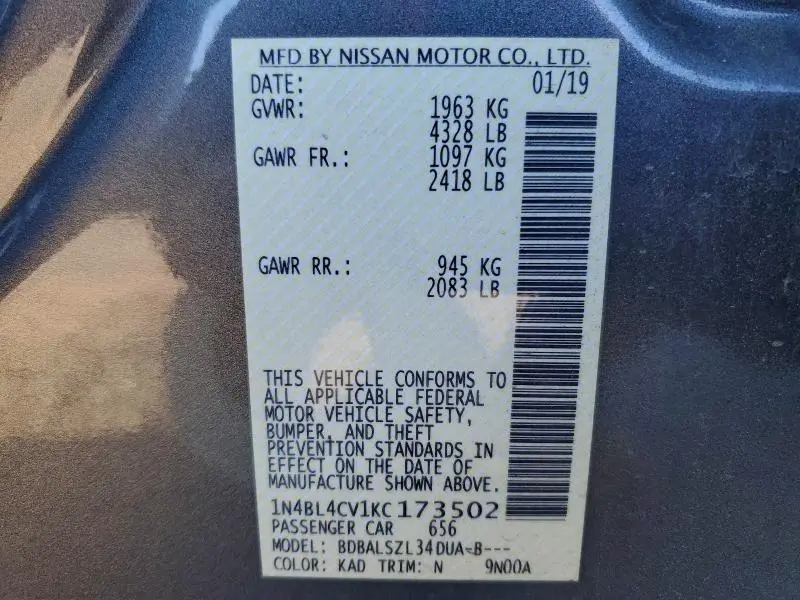 MFD BY NISSAN MOTOR CO., LTD.
DATE: 01/19
GVWR: 1963 KG
4328 LB
GAWR FR.: 1097 KG
2418 LB
GAWR RR.: 945 KG
2083 LB
THIS VEHICLE CONFORMS TO
ALL APPLICABLE FEDERAL
MOTOR VEHICLE SAFETY,
BUMPER, AND THEFT
PREVENTION STANDARDS IN
EFFECT ON THE DATE OF
MANUFACTURE SHOWN ABOVE.
1N4BL4CV1KC173502
PASSENGER CAR 656
MODEL: BDBALSZL34DUA-B---
COLOR: KAD TRIM: N 9N00A